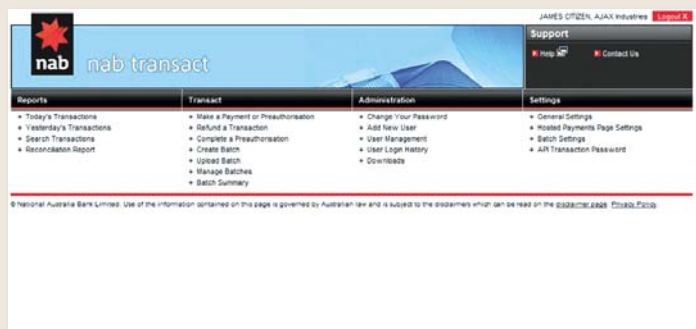 JAMES CITIZEN, AJAX Industries Logout X
nab
nab transact
Support
Help
Contact Us
Reports
Today's Transactions
Yesterday's Transactions
Search Transactions
Reconciliation Report
Transact
Make a Payment or Preauthorisation
Refund a Transaction
Complete a Preauthorisation
Create Batch
Upload Batch
Manage Batches
Batch Summary
Administration
Change Your Password
Add New User
User Management
User Login History
Downloads
Settings
General Settings
Hosted Payments Page Settings
Batch Settings
API Transaction Password
© National Australia Bank Limited. Use of the information contained on this page is governed by Australian law and is subject to the disclaimers which can be read on the disclaimer page. Privacy Policy